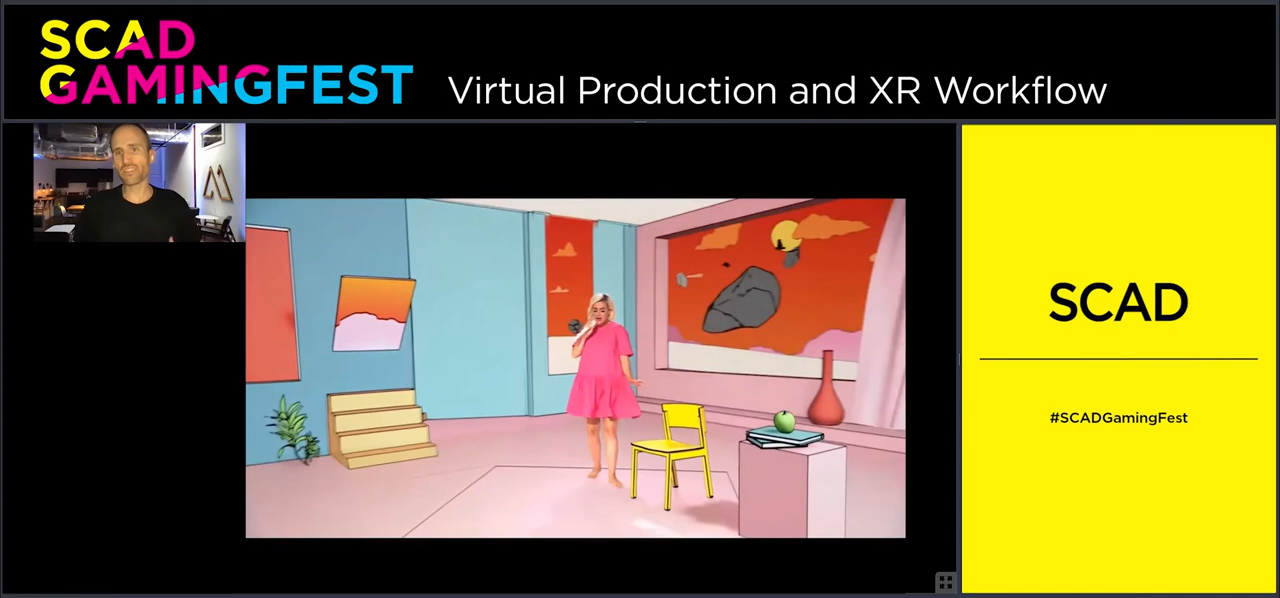 SCAD
GAMINGFEST
Virtual Production and XR Workflow
SCAD
#SCADGamingFest